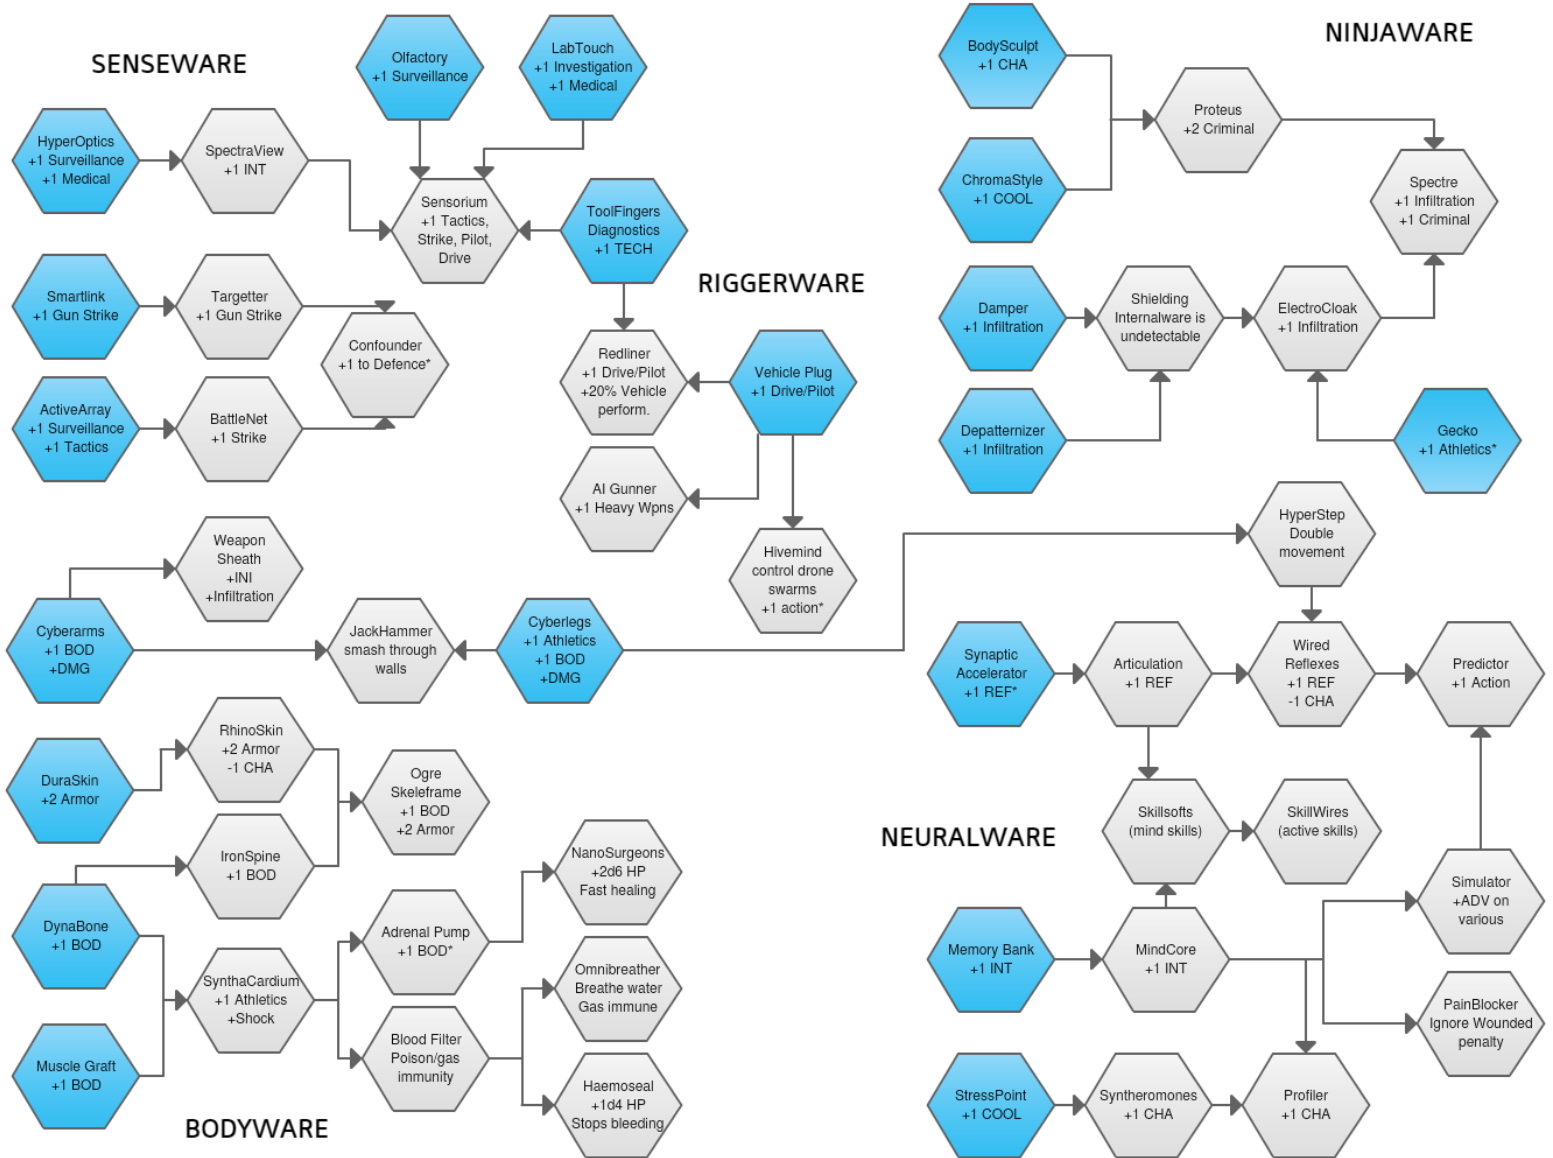 SENSEWARE
Olfactory
+1 Surveillance
LabTouch
+1 Investigation
+1 Medical
HyperOptics
+1 Surveillance
+1 Medical
SpectraView
+1 INT
Sensorium
+1 Tactics,
Strike, Pilot,
Drive
ToolFingers
Diagnostics
+1 TECH
Smartlink
+1 Gun Strike
Targetter
+1 Gun Strike
Confounder
+1 to Defence*
ActiveArray
+1 Surveillance
+1 Tactics
BattleNet
+1 Strike
RIGGERWARE
Redliner
+1 Drive/Pilot
+20% Vehicle
perform.
Vehicle Plug
+1 Drive/Pilot
AI Gunner
+1 Heavy Wpns
Hivemind
control drone
swarms
+1 action*
NINJAWARE
BodySculpt
+1 CHA
Proteus
+2 Criminal
ChromaStyle
+1 COOL
Spectre
+1 Infiltration
+1 Criminal
Damper
+1 Infiltration
Shielding
Internalware is
undetectable
ElectroCloak
+1 Infiltration
Depatternizer
+1 Infiltration
Gecko
+1 Athletics*
Weapon
Sheath
+INI
+Infiltration
Cyberarms
+1 BOD
+DMG
JackHammer
smash through
walls
Cyberlegs
+1 Athletics
+1 BOD
+DMG
DuraSkin
+2 Armor
RhinoSkin
+2 Armor
-1 CHA
Ogre
Skeleframe
+1 BOD
+2 Armor
IronSpine
+1 BOD
DynaBone
+1 BOD
SynthaCardium
+1 Athletics
+Shock
Muscle Graft
+1 BOD
Adrenal Pump
+1 BOD*
NanoSurgeons
+2d6 HP
Fast healing
Omnibreather
Breathe water
Gas immune
Blood Filter
Poison/gas
immunity
Haemoseal
+1d4 HP
Stops bleeding
BODYWARE
HyperStep
Double
movement
Synaptic
Accelerator
+1 REF*
Articulation
+1 REF
Wired
Reflexes
+1 REF
-1 CHA
Predictor
+1 Action
Skillsofts
(mind skills)
SkillWires
(active skills)
NEURALWARE
Simulator
+ADV on
various
Memory Bank
+1 INT
MindCore
+1 INT
PainBlocker
Ignore Wounded
penalty
StressPoint
+1 COOL
Syntheromones
+1 CHA
Profiler
+1 CHA